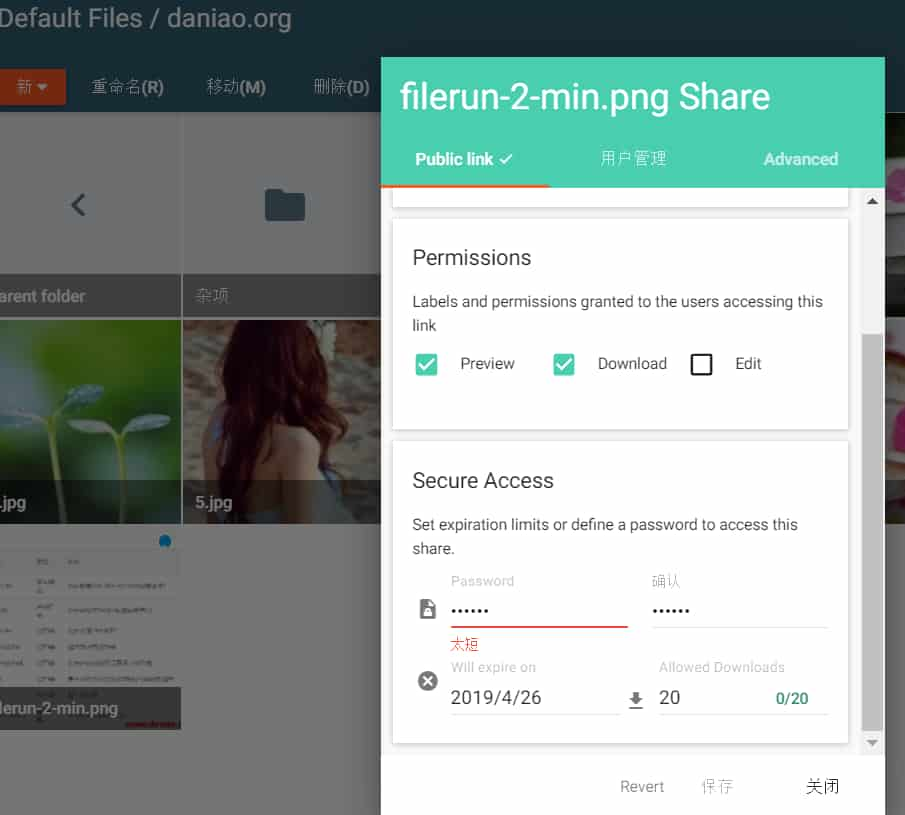 Default Files / daniao.org
新 重命名(R) 移动(M) 删除(D)
filerun-2-min.png Share
Public link 用户管理 Advanced
Permissions
Labels and permissions granted to the users accessing this
link
Preview Download Edit
Secure Access
Set expiration limits or define a password to access this
share.
Password 确认
•••••• ••••••
太短
Will expire on Allowed Downloads
2019/4/26 20 0/20
Revert 保存 关闭
arent folder 杂项
.jpg 5.jpg
lerun-2-min.png